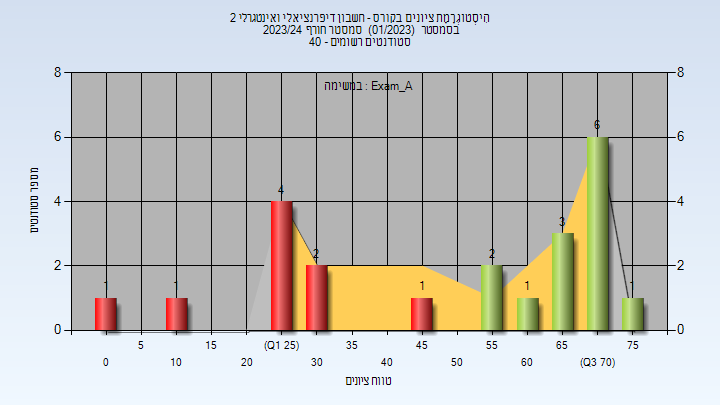 היסטוגרמת ציונים בקורס - חשבון דיפרנציאלי ואינטגרלי 2
בסמסטר (01/2023) סמסטר חורף 2023/24
סטודנטים רשומים - 40
במשימה : Exam_A
8 8
6 6
4 4
2 2
0 0
1 1 4 2 1 2 1 3 6 1
מספר סטודנטים
5 15 (Q1 25) 35 45 55 65 75
0 10 20 30 40 50 60 (Q3 70)
טווח ציונים